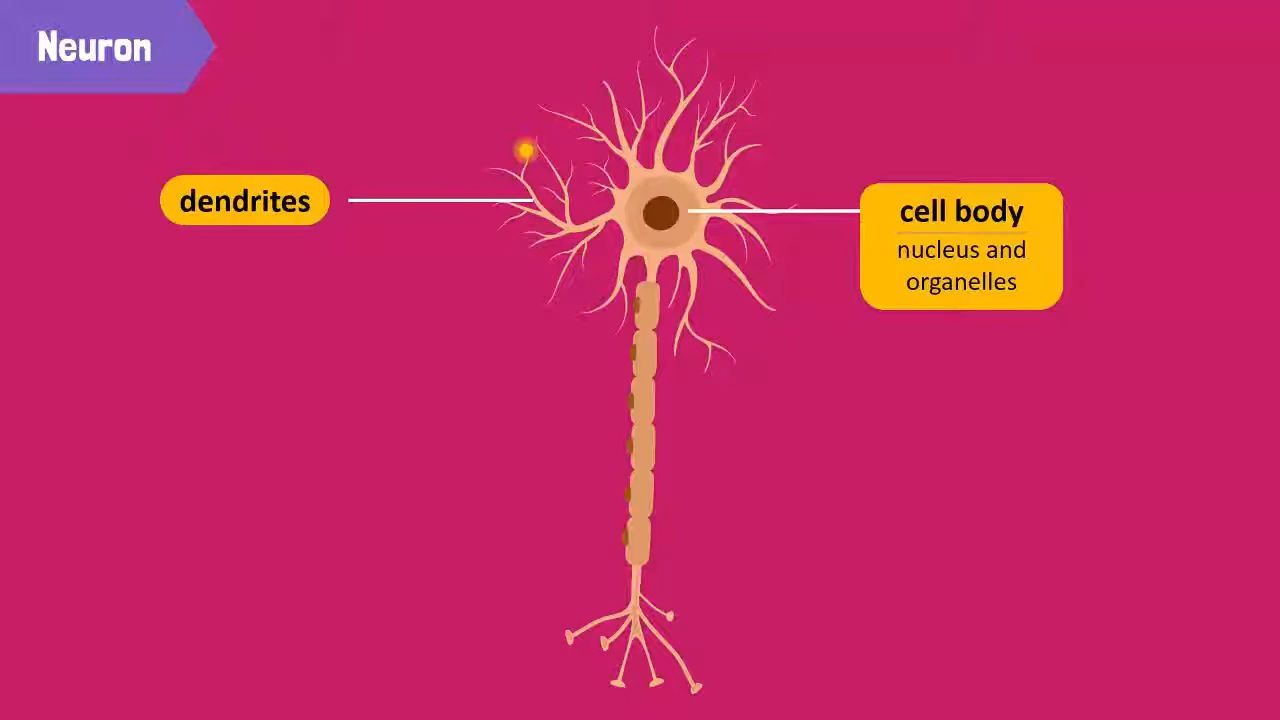 Neuron
dendrites
cell body
nucleus and
organelles